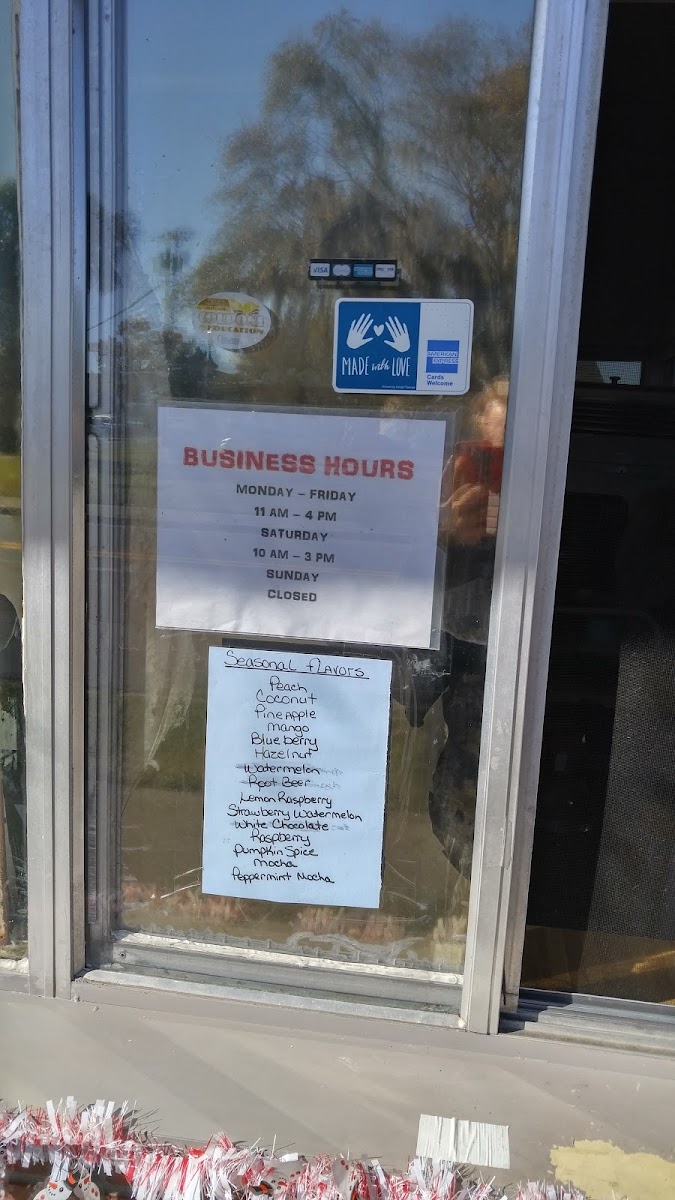 VISA
EDUCATION
MADE with LOVE
AMERICAN
EXPRESS
Cards
Welcome
BUSINESS HOURS
MONDAY – FRIDAY
11 AM – 4 PM
SATURDAY
10 AM – 3 PM
SUNDAY
CLOSED
Seasonal flavors
Peach
Coconut
Pineapple
Mango
Blueberry
Hazelnut
Watermelon
Root Beer
Lemon Raspberry
Strawberry Watermelon
White Chocolate
Raspberry
Pumpkin Spice
Mocha
Peppermint Mocha